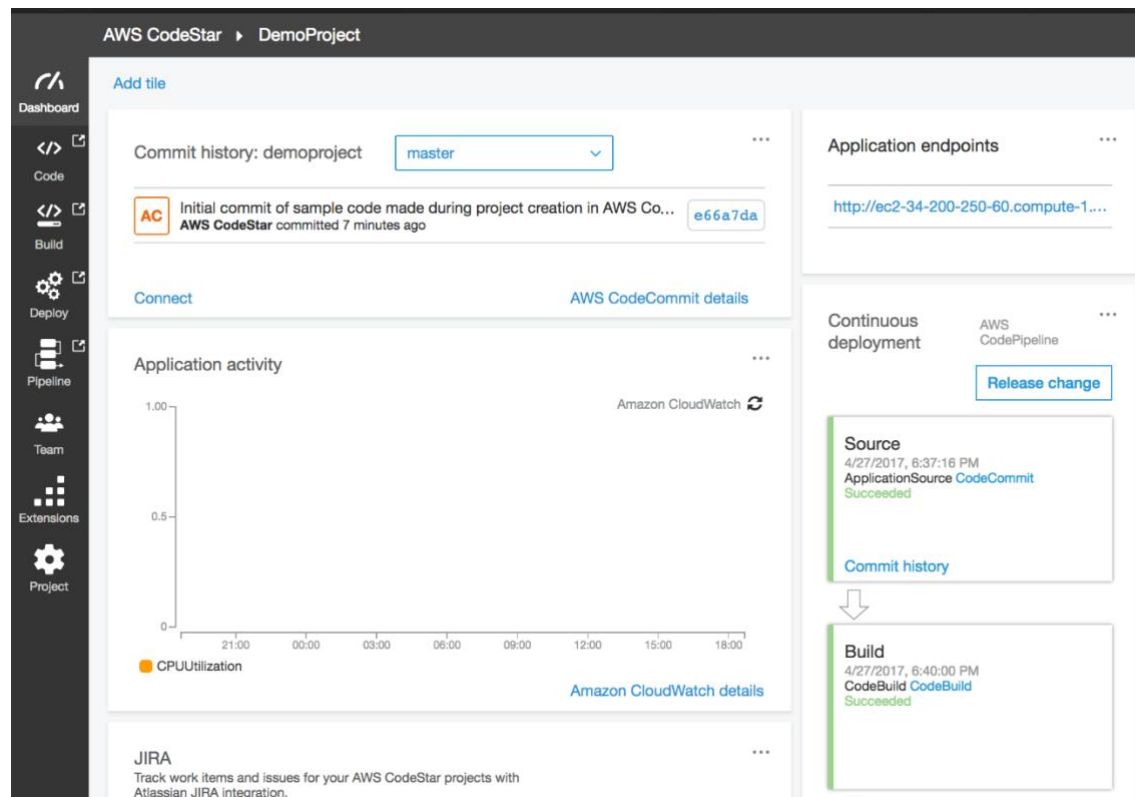 AWS CodeStar ▸ DemoProject
Dashboard
Code
Build
Deploy
Pipeline
Team
Extensions
Project
Add tile
Commit history: demoproject
master
AC
Initial commit of sample code made during project creation in AWS Co...
AWS CodeStar committed 7 minutes ago
e66a7da
Connect
AWS CodeCommit details
Application activity
Amazon CloudWatch
1.00
0.5
0
21:00 00:00 03:00 06:00 09:00 12:00 15:00 18:00
CPUUtilization
Amazon CloudWatch details
JIRA
Track work items and issues for your AWS CodeStar projects with
Atlassian JIRA integration.
Application endpoints
http://ec2-34-200-250-60.compute-1....
Continuous
deployment
AWS
CodePipeline
Release change
Source
4/27/2017, 6:37:16 PM
ApplicationSource CodeCommit
Succeeded
Commit history
Build
4/27/2017, 6:40:00 PM
CodeBuild CodeBuild
Succeeded